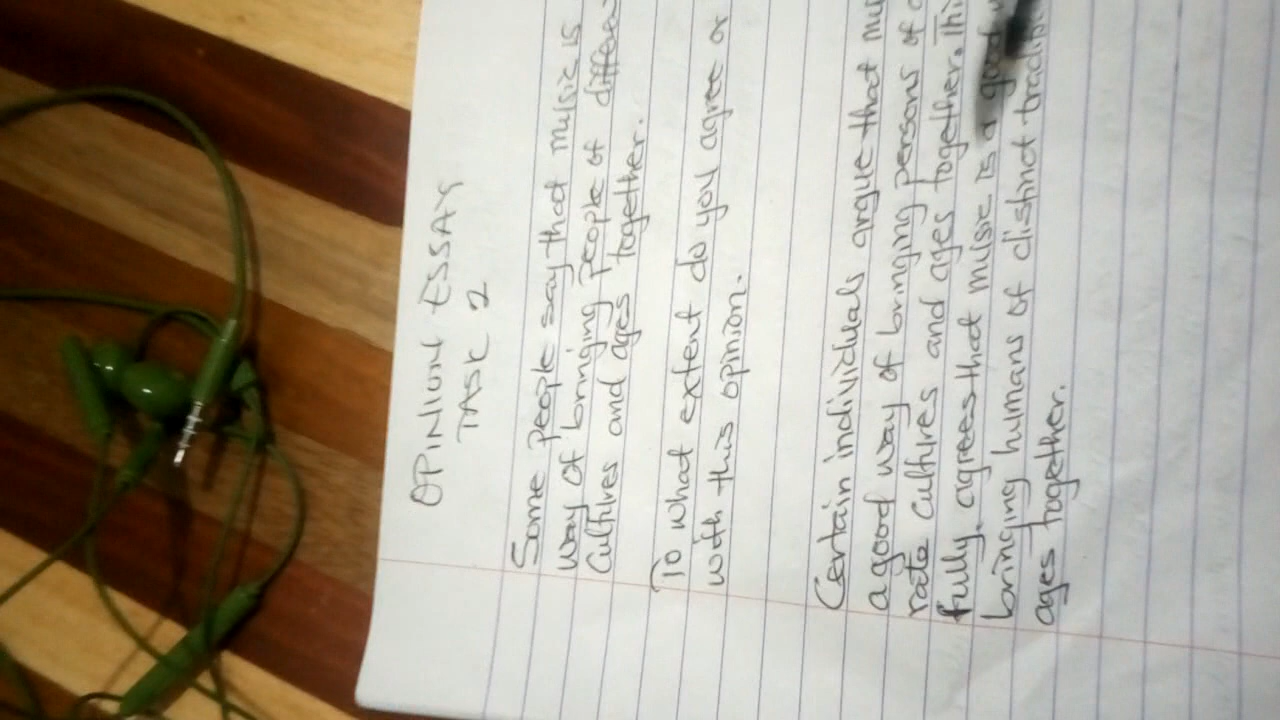 OPINION ESSAY
TASK 2
Some people say that music is
way of bringing people of
Cultures and ages together.
To what extent do you agree or
with this opinion.
Certain individuals argue that
a good way of bringing persons of
rate cultures and ages together.
fully agrees that music is a good
bringing humans of distinct
ages together.